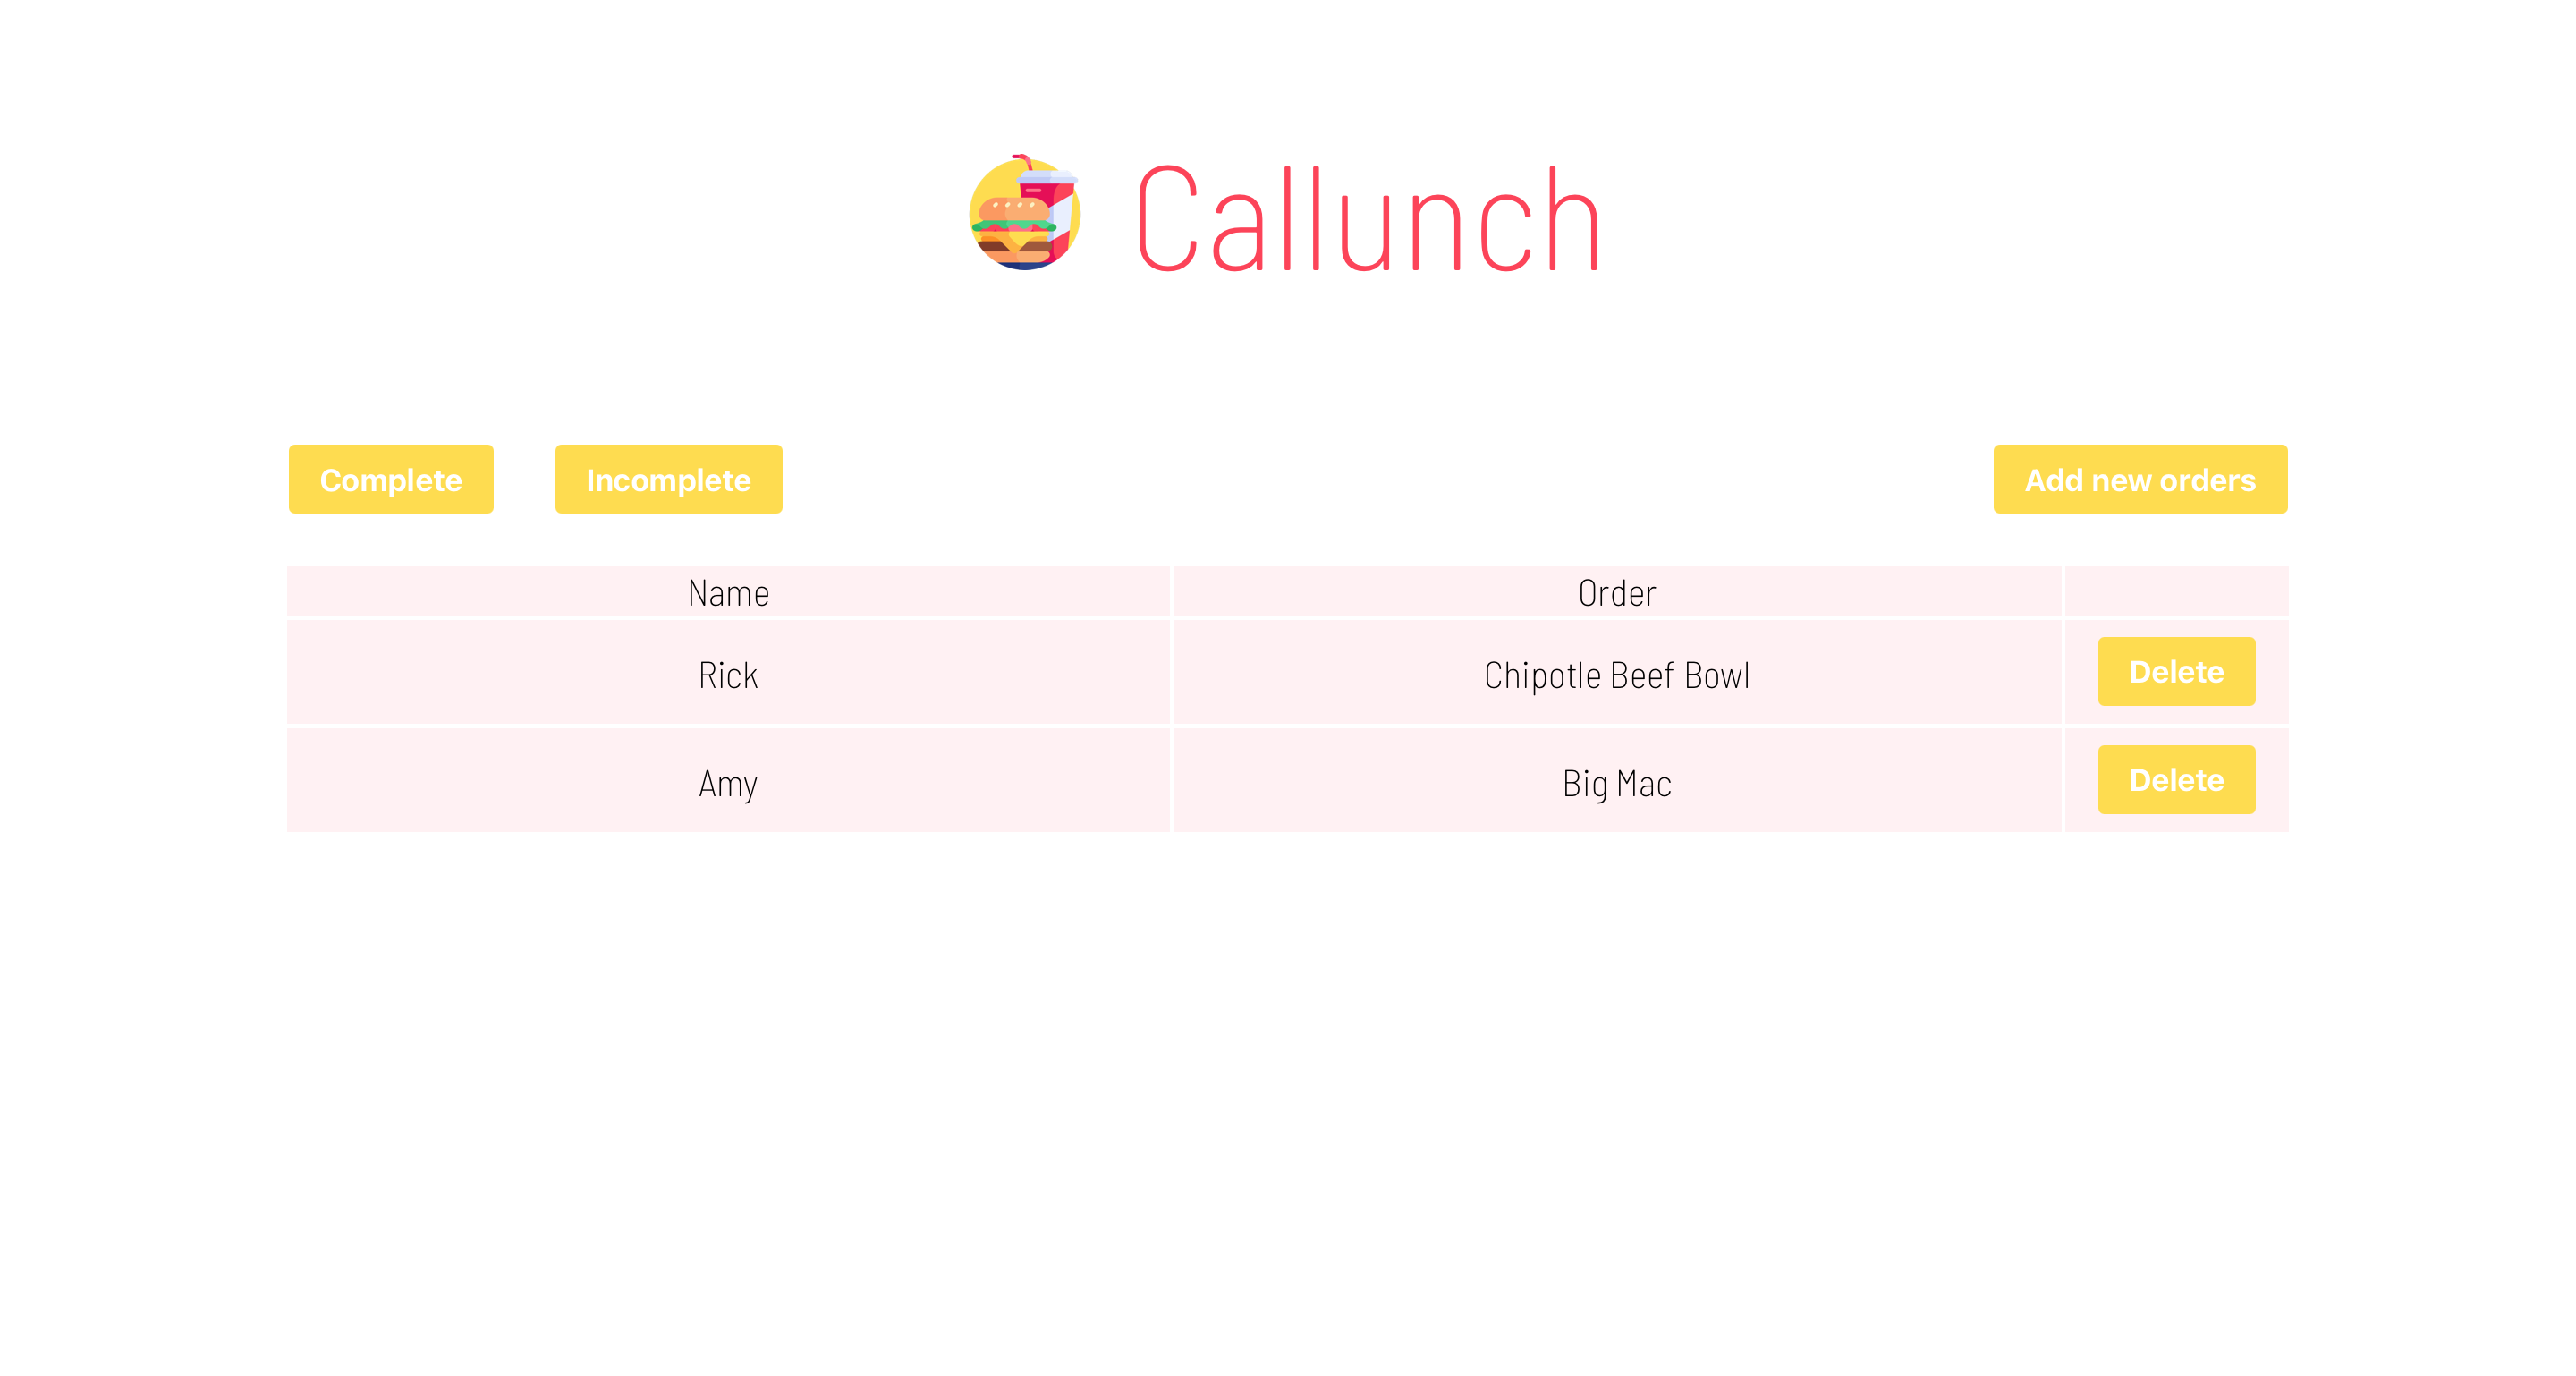 Callunch
Complete Incomplete Add new orders
Name Order
Rick Chipotle Beef Bowl Delete
Amy Big Mac Delete